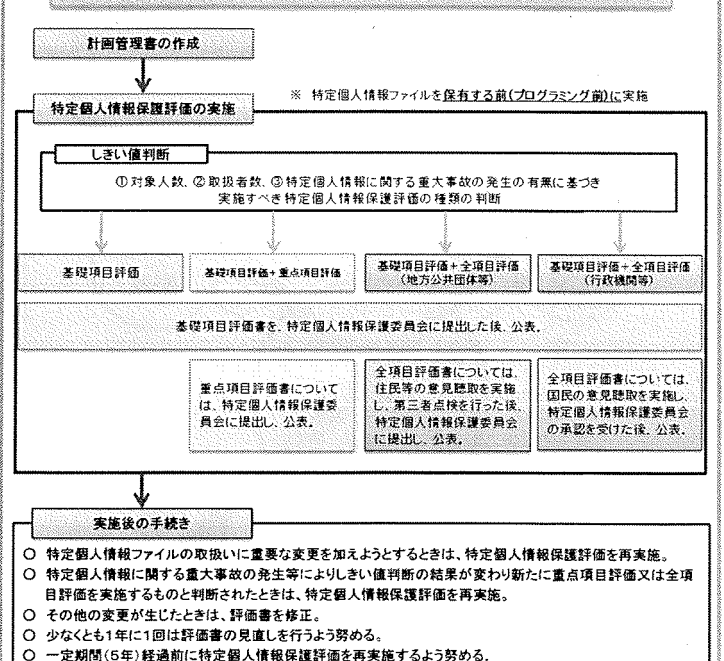 計画管理書の作成
特定個人情報保護評価の実施
※ 特定個人情報ファイルを保有する前(プログラミング前)に実施
しきい値判断
①対象人数、②取扱者数、③特定個人情報に関する重大事故の発生の有無に基づき
実施すべき特定個人情報保護評価の種類の判断
基礎項目評価
基礎項目評価+重点項目評価
基礎項目評価+全項目評価
(地方公共団体等)
基礎項目評価+全項目評価
(行政機関等)
基礎項目評価書を、特定個人情報保護委員会に提出した後、公表。
重点項目評価書について
は、特定個人情報保護委
員会に提出し、公表。
全項目評価書については、
住民等の意見聴取を実施
し、第三者点検を行った後、
特定個人情報保護委員会
に提出し、公表。
全項目評価書については、
国民の意見聴取を実施し、
特定個人情報保護委員会
の承認を受けた後、公表。
実施後の手続き
○ 特定個人情報ファイルの取扱いに重要な変更を加えようとするときは、特定個人情報保護評価を再実施。
○ 特定個人情報に関する重大事故の発生等によりしきい値判断の結果が変わり新たに重点項目評価又は全項
目評価を実施するものと判断されたときは、特定個人情報保護評価を再実施。
○ その他の変更が生じたときは、評価書を修正。
○ 少なくとも1年に1回は評価書の見直しを行うよう努める。
○ 一定期間(5年)経過前に特定個人情報保護評価を再実施するよう努める。